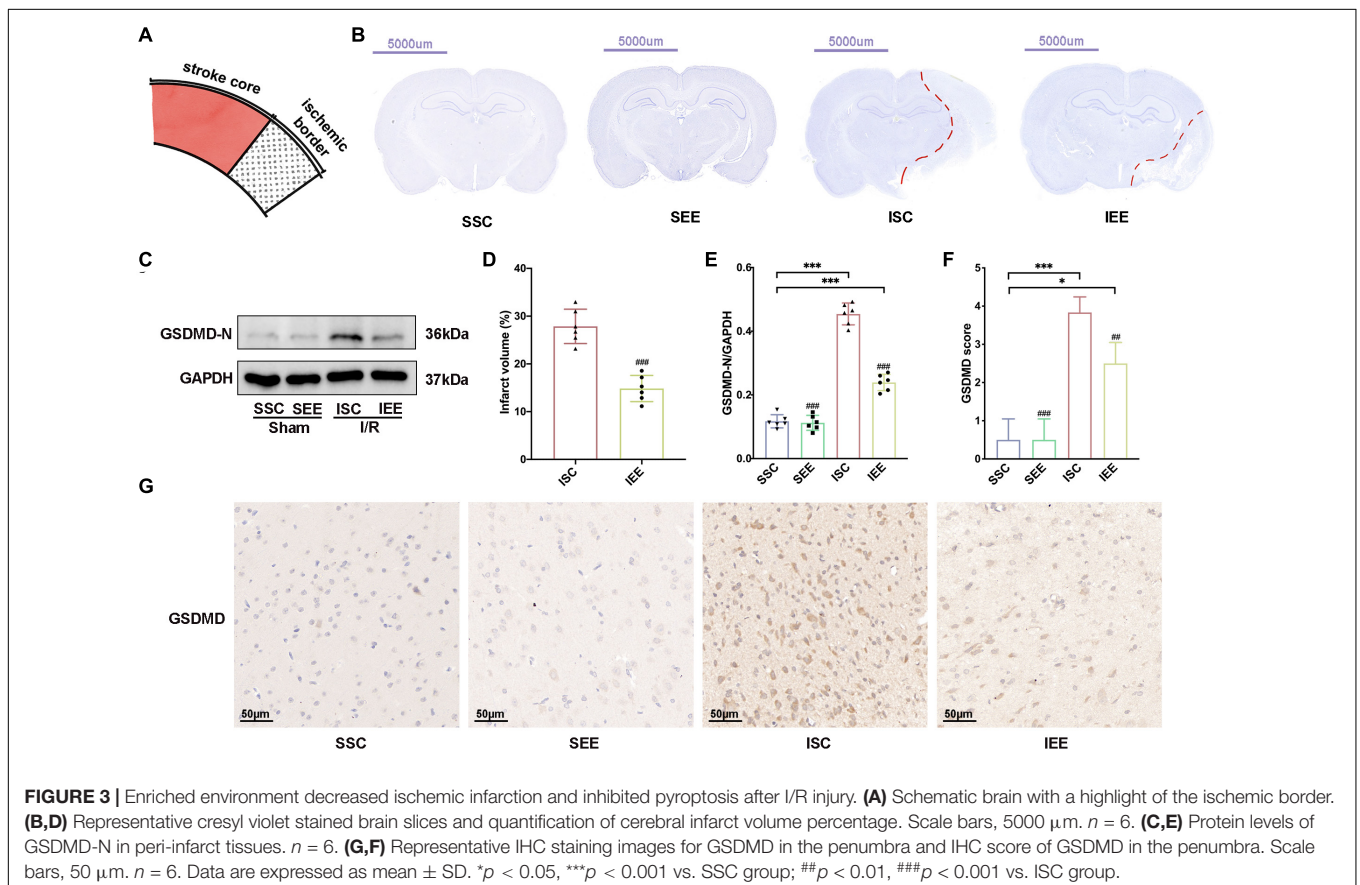 A
stroke core
ischemic
border
B
5000um
5000um
5000um
5000um
SSC
SEE
ISC
IEE
C
GSDMD-N
36kDa
GAPDH
37kDa
SSC SEE ISC IEE
Sham I/R
D
Infarct volume (%)
40
30
20
10
0
###
ISC
IEE
E
GSDMD-N/GAPDH
0.6
0.4
0.2
0.0
***
***
###
###
SSC
SEE
ISC
IEE
F
GSDMD score
5
4
3
2
1
0
***
*
###
##
SSC
SEE
ISC
IEE
G
GSDMD
50μm
50μm
50μm
50μm
SSC
SEE
ISC
IEE
FIGURE 3 | Enriched environment decreased ischemic infarction and inhibited pyroptosis after I/R injury. (A) Schematic brain with a highlight of the ischemic border.
(B,D) Representative cresyl violet stained brain slices and quantification of cerebral infarct volume percentage. Scale bars, 5000 μm. n = 6. (C,E) Protein levels of
GSDMD-N in peri-infarct tissues. n = 6. (G,F) Representative IHC staining images for GSDMD in the penumbra and IHC score of GSDMD in the penumbra. Scale
bars, 50 μm. n = 6. Data are expressed as mean ± SD. *p < 0.05, ***p < 0.001 vs. SSC group; ##p < 0.01, ###p < 0.001 vs. ISC group.